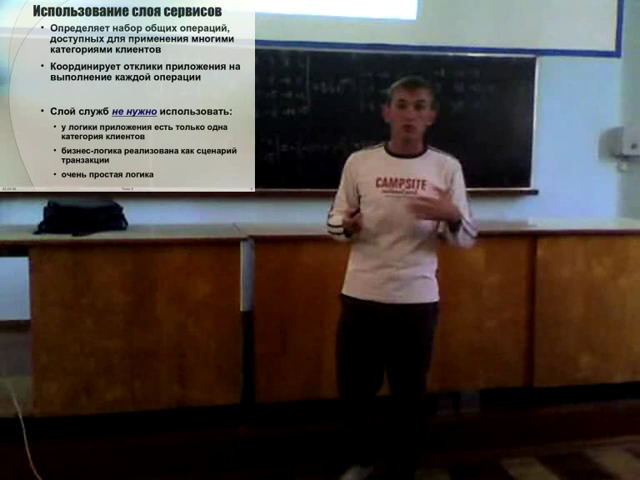 Использование слоя сервисов
• Определяет набор общих операций,
доступных для применения многими
категориями клиентов
• Координирует отклики приложения на
выполнение каждой операции
• Слой служб не нужно использовать:
• у логики приложения есть только одна
категория клиентов
• бизнес-логика реализована как сценарий
транзакции
• очень простая логика
CAMPSITE